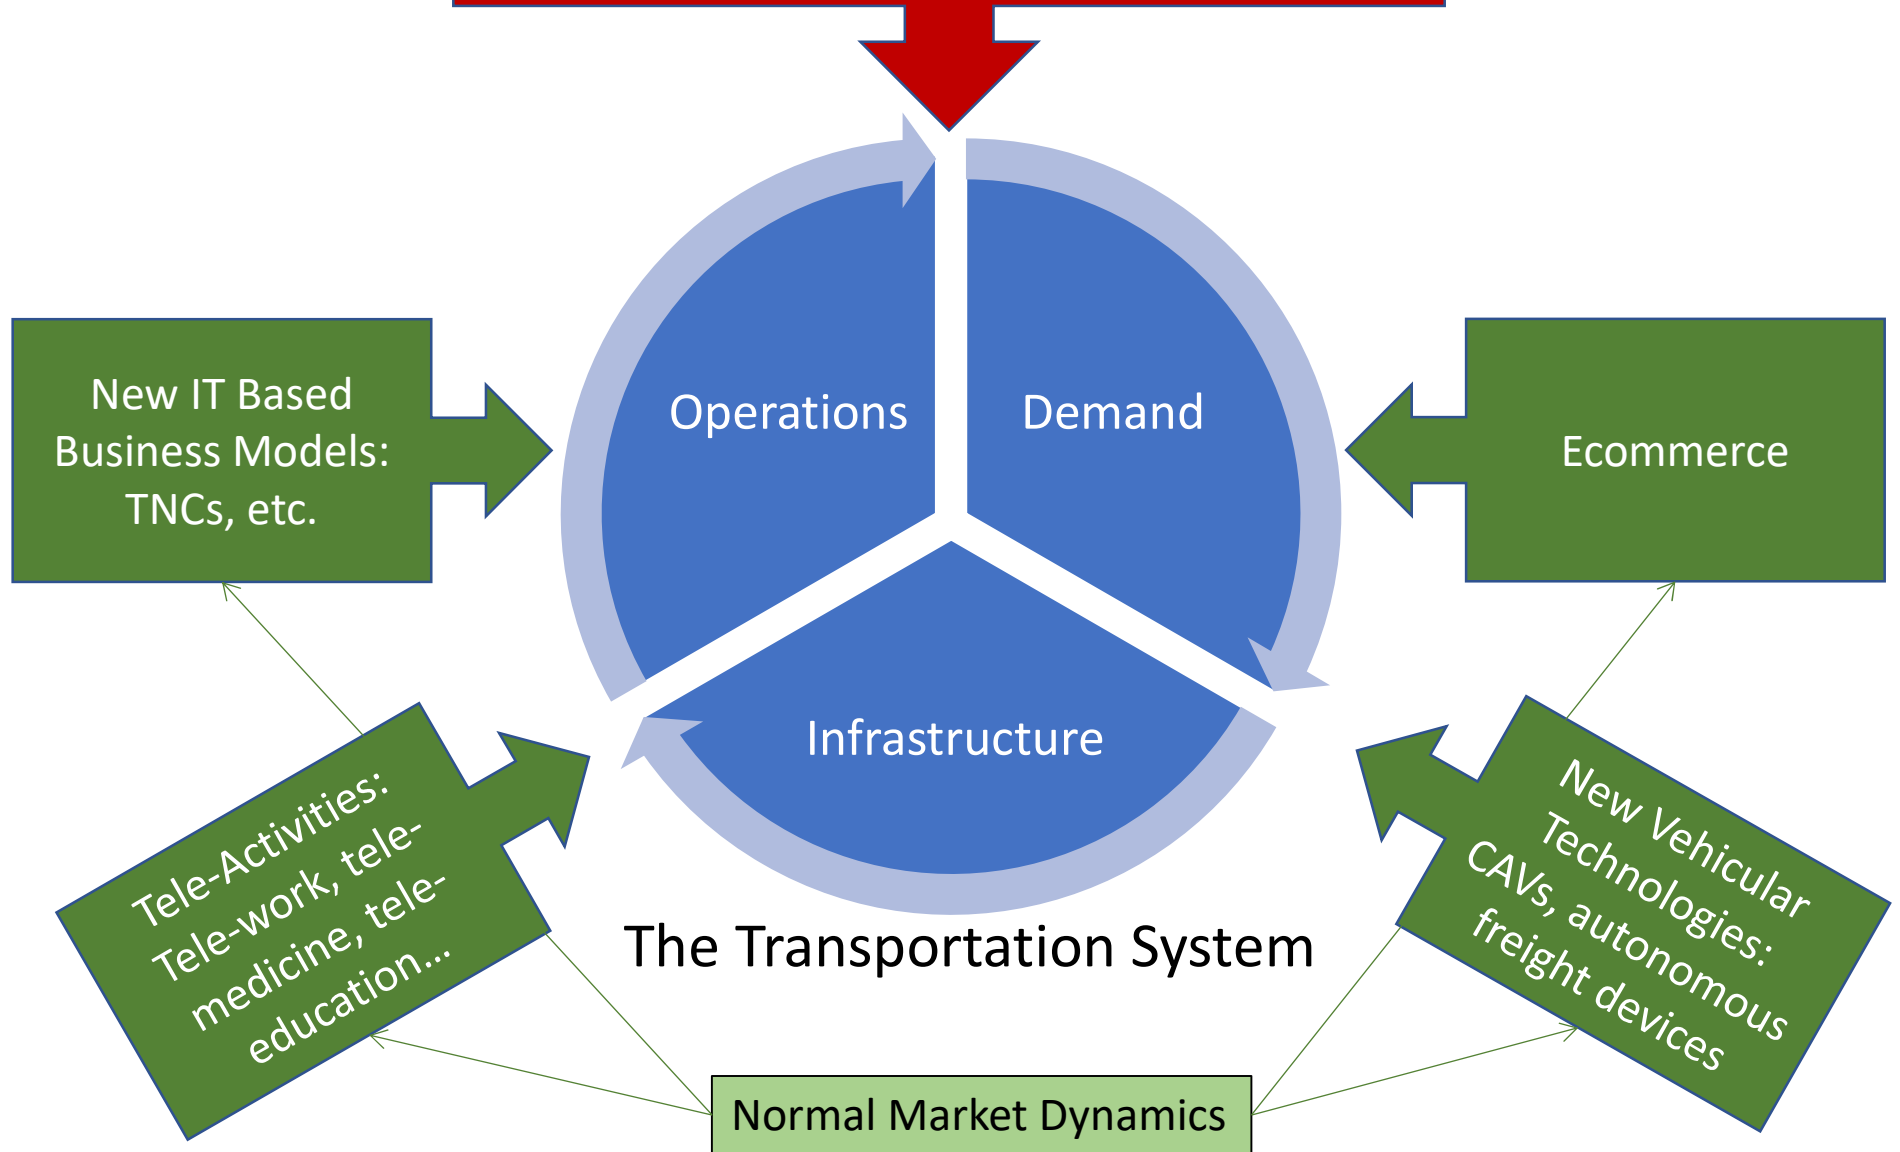 Operations
Demand
Infrastructure
New IT Based
Business Models:
TNCs, etc.
Ecommerce
Tele-Activities:
Tele-work, tele-
medicine, tele-
education...
New Vehicular
Technologies:
CAVs, autonomous
freight devices
The Transportation System
Normal Market Dynamics